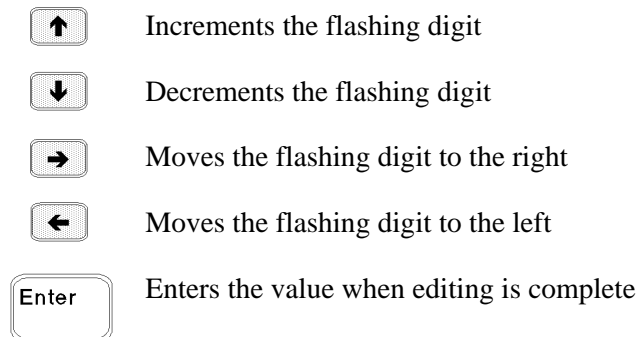 Increments the flashing digit
Decrements the flashing digit
Moves the flashing digit to the right
Moves the flashing digit to the left
Enter Enters the value when editing is complete